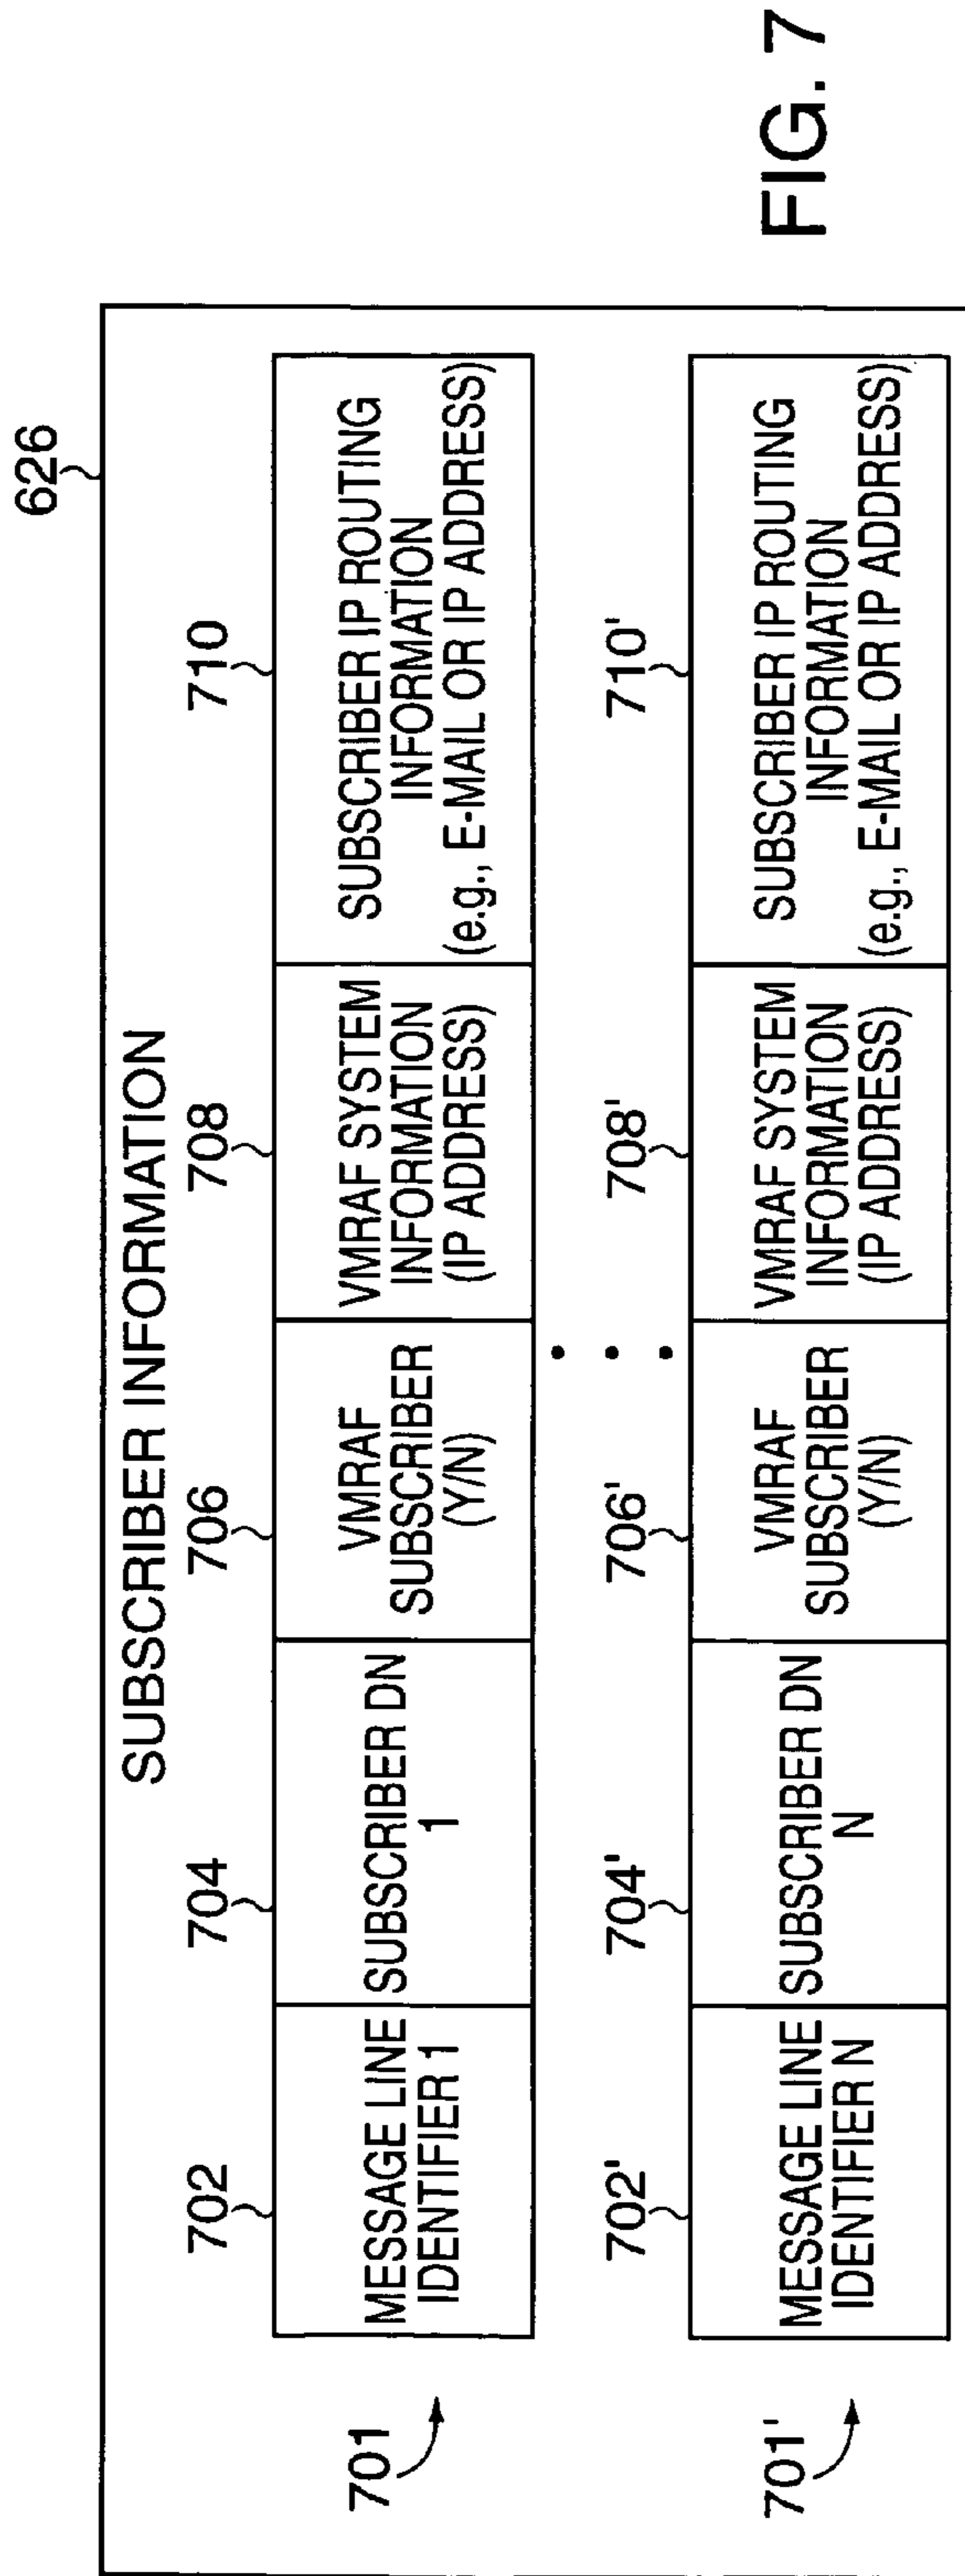 626
SUBSCRIBER INFORMATION
701
702
MESSAGE LINE
IDENTIFIER 1
704
SUBSCRIBER DN
1
706
VMRAF
SUBSCRIBER
(Y/N)
708
VMRAF SYSTEM
INFORMATION
(IP ADDRESS)
710
SUBSCRIBER IP ROUTING
INFORMATION
(e.g., E-MAIL OR IP ADDRESS)
701'
702'
MESSAGE LINE
IDENTIFIER N
704'
SUBSCRIBER DN
N
706'
VMRAF
SUBSCRIBER
(Y/N)
708'
VMRAF SYSTEM
INFORMATION
(IP ADDRESS)
710'
SUBSCRIBER IP ROUTING
INFORMATION
(e.g., E-MAIL OR IP ADDRESS)
FIG. 7